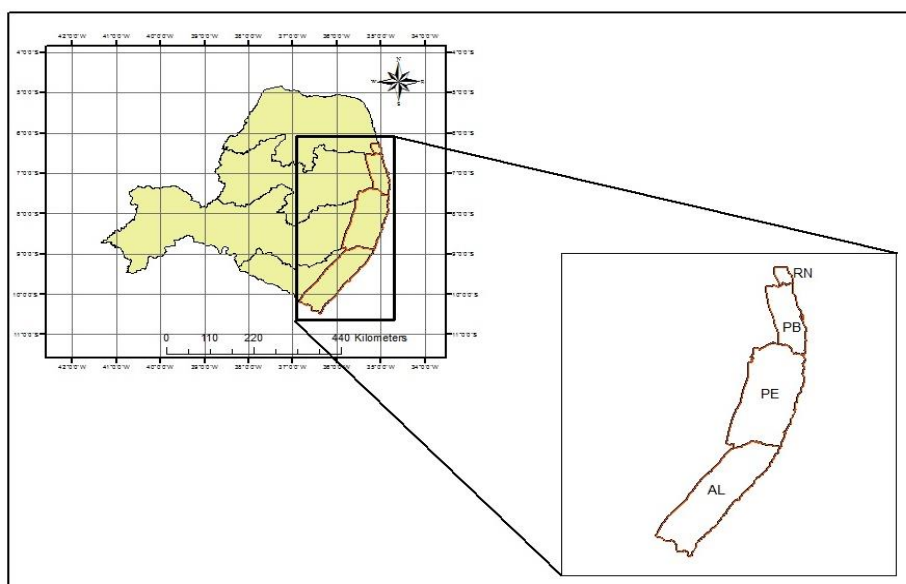 42°0'0"W 41°0'0"W 40°0'0"W 39°0'0"W 38°0'0"W 37°0'0"W 36°0'0"W 35°0'0"W 34°0'0"W
4°0'0"S 4°0'0"S
N
W E
S
5°0'0"S 5°0'0"S
6°0'0"S 6°0'0"S
7°0'0"S 7°0'0"S
8°0'0"S 8°0'0"S
9°0'0"S 9°0'0"S
10°0'0"S 10°0'0"S
11°0'0"S 11°0'0"S
0 110 220 440 Kilometers
42°0'0"W 41°0'0"W 40°0'0"W 39°0'0"W 38°0'0"W 37°0'0"W 36°0'0"W 35°0'0"W 34°0'0"W
RN
PB
PE
AL